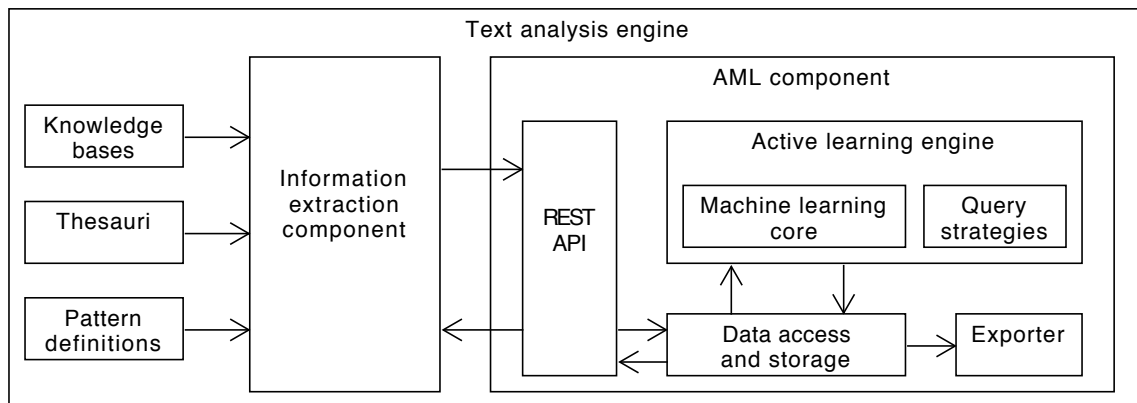 Text analysis engine
Knowledge
bases
Thesauri
Pattern
definitions
Information
extraction
component
AML component
REST
API
Active learning engine
Machine learning
core
Query
strategies
Data access
and storage
Exporter